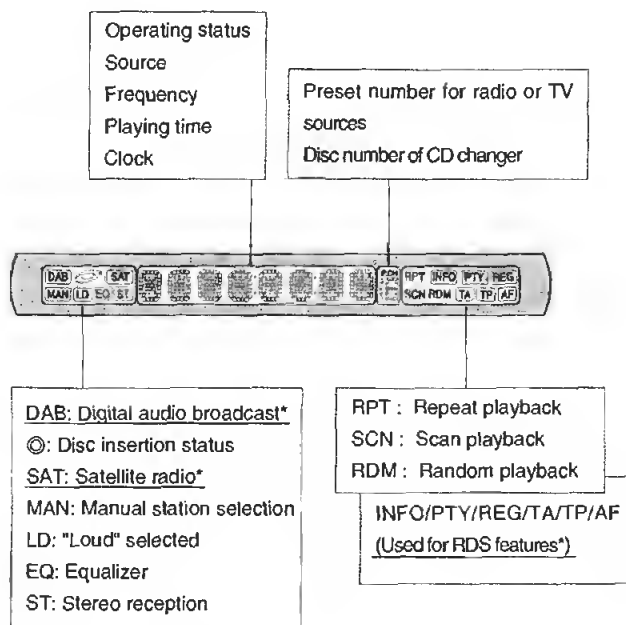 Operating status
Source
Frequency
Playing time
Clock
Preset number for radio or TV
sources
Disc number of CD changer
DAB SAT
MAN LD EQ ST
RPT INFO PTY REG
SCN RDM TA TP AF
DAB: Digital audio broadcast*
◎: Disc insertion status
SAT: Satellite radio*
MAN: Manual station selection
LD: "Loud" selected
EQ: Equalizer
ST: Stereo reception
RPT : Repeat playback
SCN : Scan playback
RDM : Random playback
INFO/PTY/REG/TA/TP/AF
(Used for RDS features*)